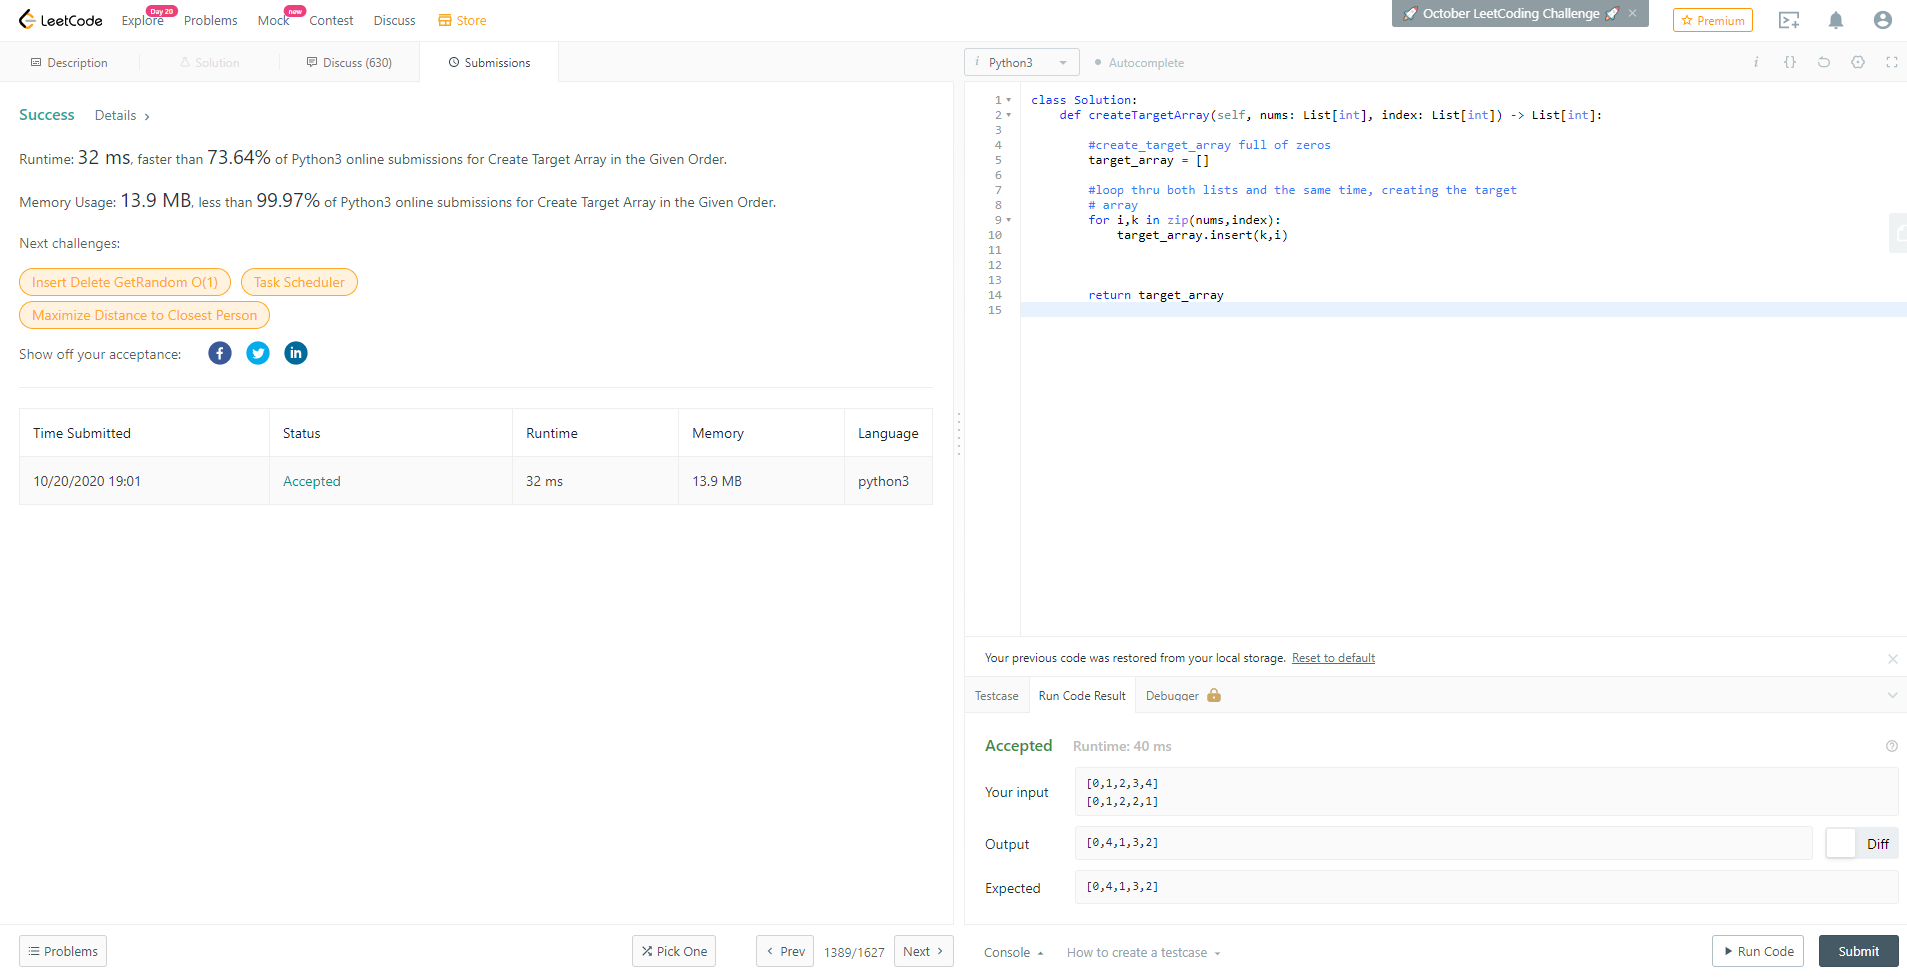 LeetCode
Explore
Day 20
Problems
Mock
new
Contest
Discuss
Store
🚀 October LeetCoding Challenge 🚀 ×
Premium
Description
Solution
Discuss (630)
Submissions
i Python3
Autocomplete
i {}
Success Details >
Runtime: 32 ms, faster than 73.64% of Python3 online submissions for Create Target Array in the Given Order.
Memory Usage: 13.9 MB, less than 99.97% of Python3 online submissions for Create Target Array in the Given Order.
Next challenges:
Insert Delete GetRandom O(1)
Task Scheduler
Maximize Distance to Closest Person
Show off your acceptance:
f
in
Time Submitted Status Runtime Memory Language
10/20/2020 19:01 Accepted 32 ms 13.9 MB python3
1 class Solution:
2     def createTargetArray(self, nums: List[int], index: List[int]) -> List[int]:
3
4         #create_target_array full of zeros
5         target_array = []
6
7         #loop thru both lists and the same time, creating the target
8         # array
9         for i,k in zip(nums,index):
10             target_array.insert(k,i)
11
12
13
14         return target_array
15
Your previous code was restored from your local storage. Reset to default
Testcase
Run Code Result
Debugger
Accepted Runtime: 40 ms
Your input
[0,1,2,3,4]
[0,1,2,2,1]
Output
[0,4,1,3,2]
Diff
Expected
[0,4,1,3,2]
Problems
Pick One
< Prev
1389/1627
Next >
Console
How to create a testcase
Run Code
Submit